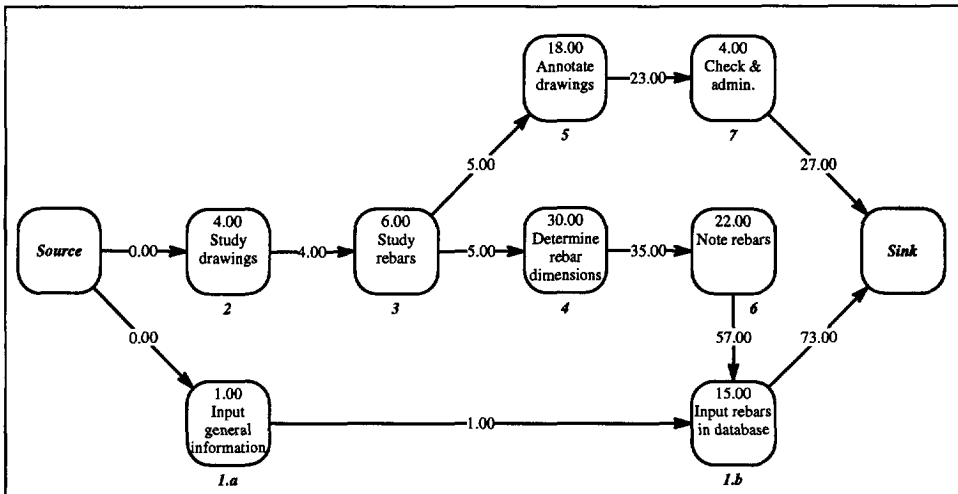 18.00
Annotate
drawings
5
23.00
4.00
Check &
admin.
7
5.00
27.00
Source
0.00
4.00
Study
drawings
2
4.00
6.00
Study
rebars
3
5.00
30.00
Determine
rebar
dimensions
4
35.00
22.00
Note rebars
6
Sink
0.00
57.00
73.00
1.00
Input
general
information
1.a
1.00
15.00
Input rebars
in database
1.b